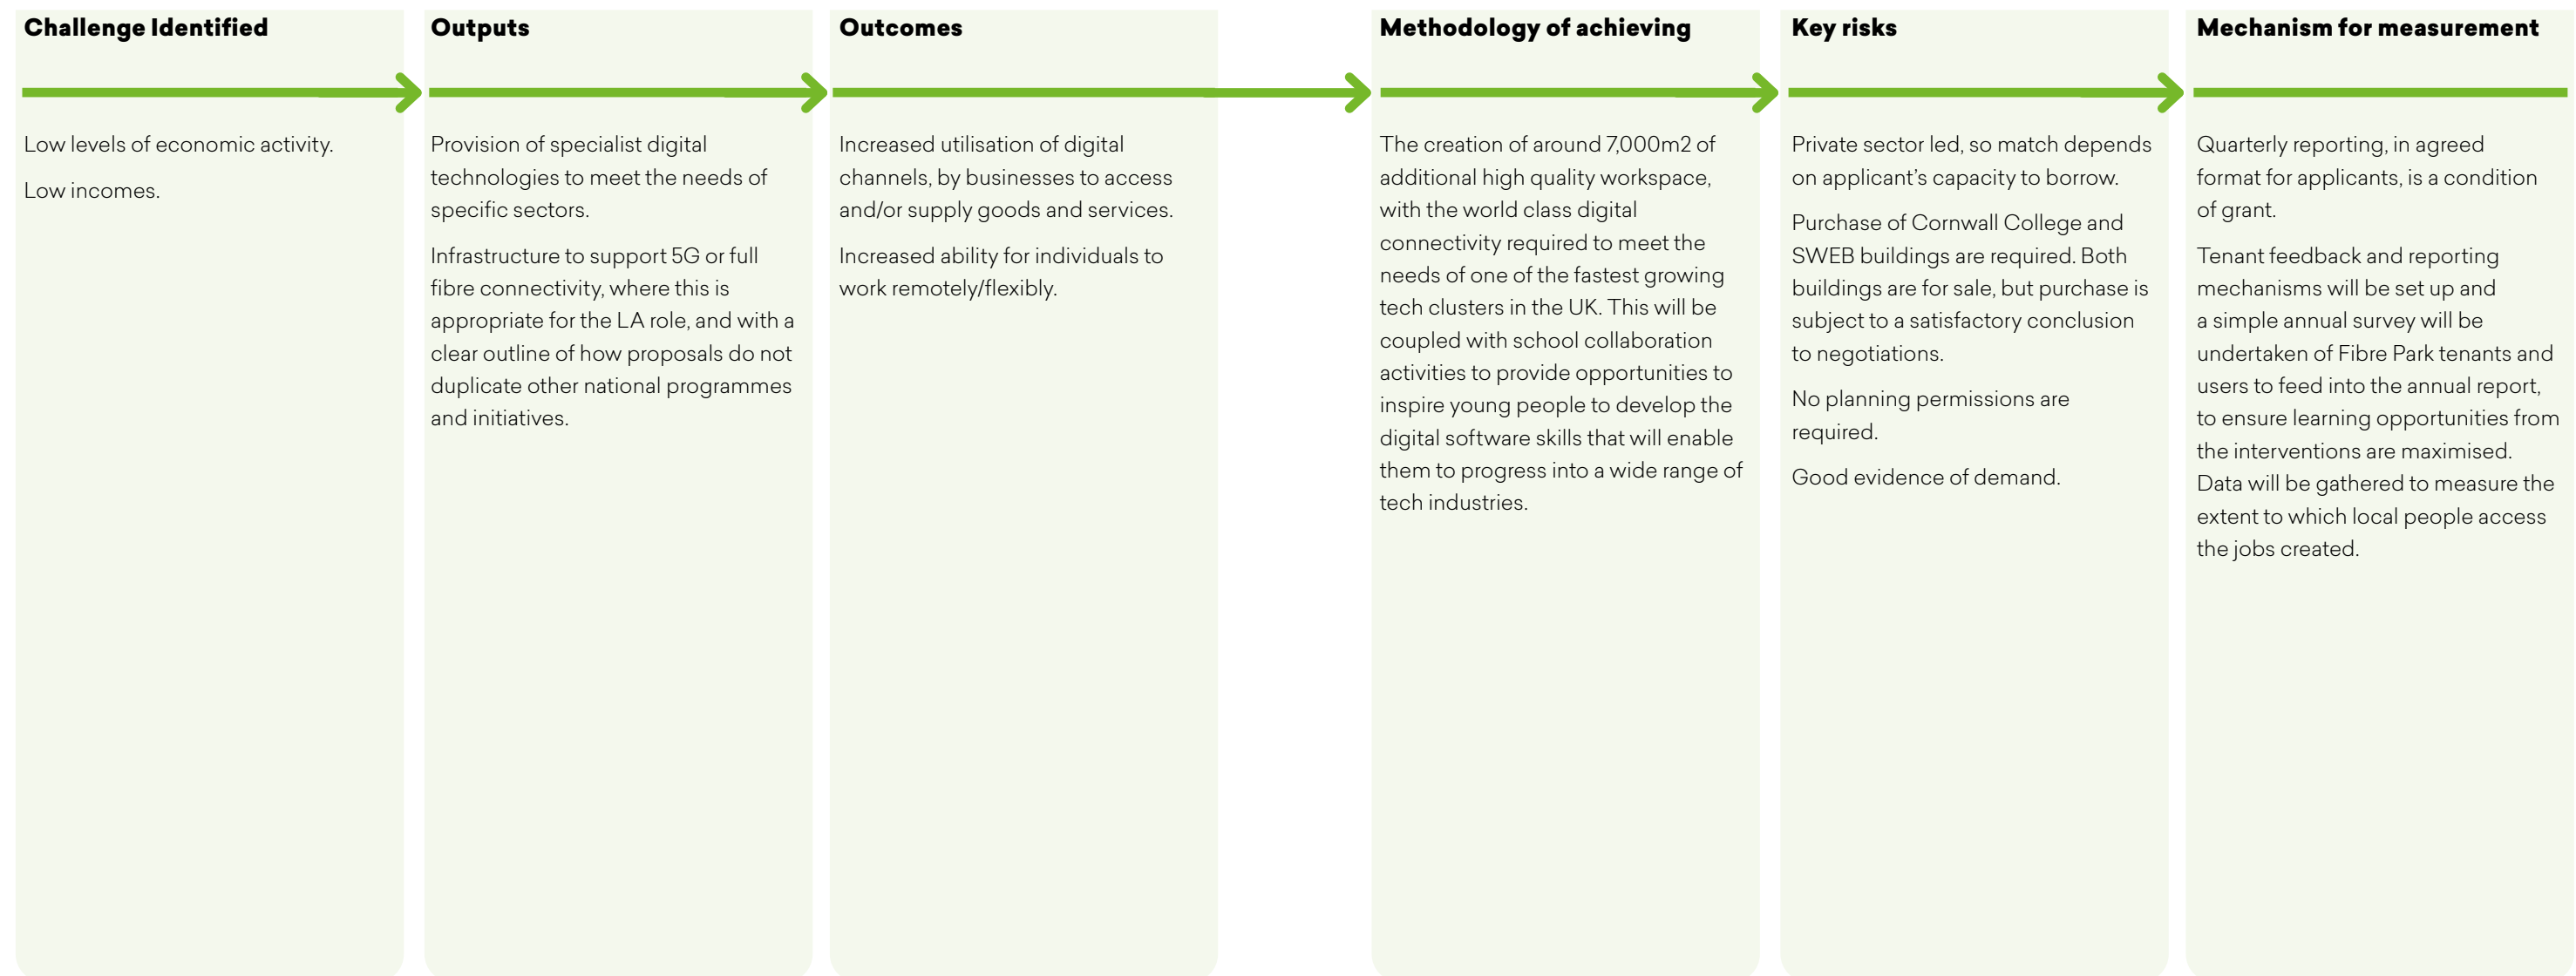 Challenge Identified
Low levels of economic activity.
Low incomes.
Outputs
Provision of specialist digital
technologies to meet the needs of
specific sectors.
Infrastructure to support 5G or full
fibre connectivity, where this is
appropriate for the LA role, and with a
clear outline of how proposals do not
duplicate other national programmes
and initiatives.
Outcomes
Increased utilisation of digital
channels, by businesses to access
and/or supply goods and services.
Increased ability for individuals to
work remotely/flexibly.
Methodology of achieving
The creation of around 7,000m2 of
additional high quality workspace,
with the world class digital
connectivity required to meet the
needs of one of the fastest growing
tech clusters in the UK. This will be
coupled with school collaboration
activities to provide opportunities to
inspire young people to develop the
digital software skills that will enable
them to progress into a wide range of
tech industries.
Key risks
Private sector led, so match depends
on applicant's capacity to borrow.
Purchase of Cornwall College and
SWEB buildings are required. Both
buildings are for sale, but purchase is
subject to a satisfactory conclusion
to negotiations.
No planning permissions are
required.
Good evidence of demand.
Mechanism for measurement
Quarterly reporting, in agreed
format for applicants, is a condition
of grant.
Tenant feedback and reporting
mechanisms will be set up and
a simple annual survey will be
undertaken of Fibre Park tenants and
users to feed into the annual report,
to ensure learning opportunities from
the interventions are maximised.
Data will be gathered to measure the
extent to which local people access
the jobs created.